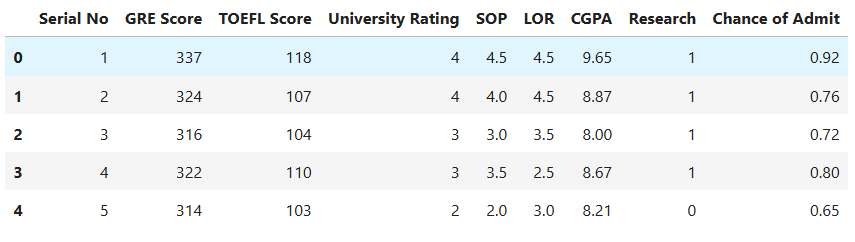 Serial No GRE Score TOEFL Score University Rating SOP LOR CGPA Research Chance of Admit
0 1 337 118 4 4.5 4.5 9.65 1 0.92
1 2 324 107 4 4.0 4.5 8.87 1 0.76
2 3 316 104 3 3.0 3.5 8.00 1 0.72
3 4 322 110 3 3.5 2.5 8.67 1 0.80
4 5 314 103 2 2.0 3.0 8.21 0 0.65